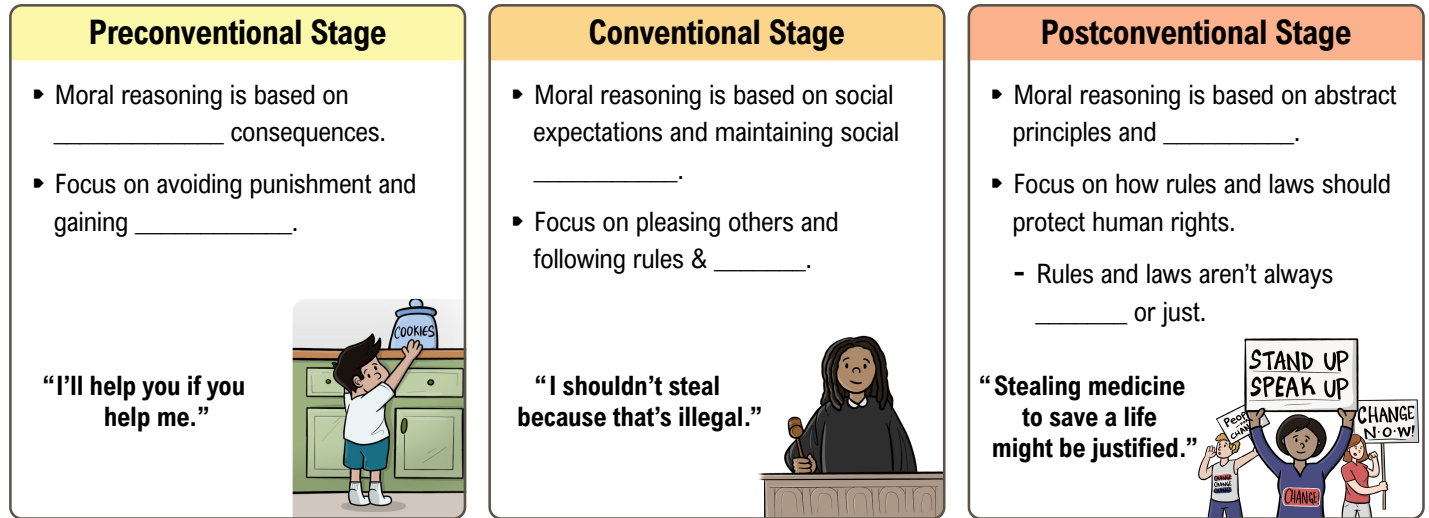 Preconventional Stage
▸ Moral reasoning is based on
_____________ consequences.
▸ Focus on avoiding punishment and
gaining ____________.
"I'll help you if you
help me."
COOKIES
Conventional Stage
▸ Moral reasoning is based on social
expectations and maintaining social
___________.
▸ Focus on pleasing others and
following rules & _______.
"I shouldn't steal
because that's illegal."
Postconventional Stage
▸ Moral reasoning is based on abstract
principles and __________.
▸ Focus on how rules and laws should
protect human rights.
- Rules and laws aren't always
_______ or just.
"Stealing medicine
to save a life
might be justified."
STAND UP
SPEAK UP
CHANGE
N·O·W!
CHANGE
CHANGE
CHANGE
CHANGE!